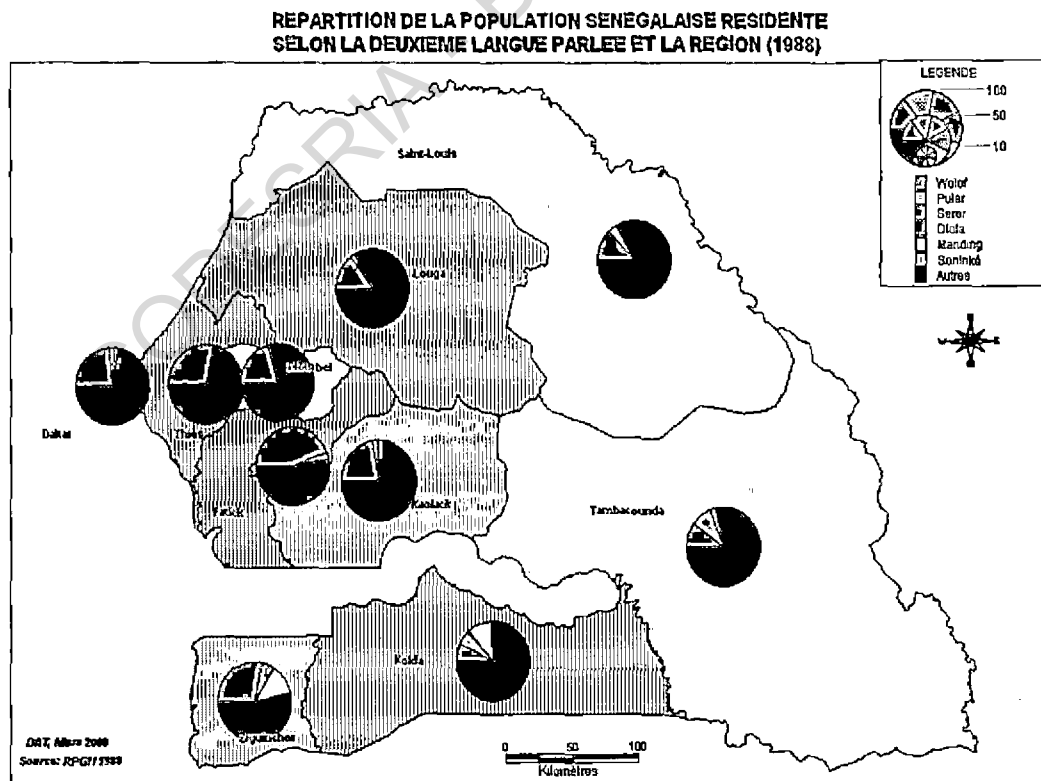 REPARTITION DE LA POPULATION SENEGALAISE RESIDENTE
SELON LA DEUXIEME LANGUE PARLEE ET LA REGION (1988)
LEGENDE
100
50
10
Wolof
Pular
Serer
Diola
Manding
Soninké
Autres
Saint-Louis
Louga
Dakar
Thies
Fatick
Kaolack
Tambacounda
Kolda
Ziguinchor
DAT, Mars 2000
Source: RPGH 1988
0 50 100
Kilomètres